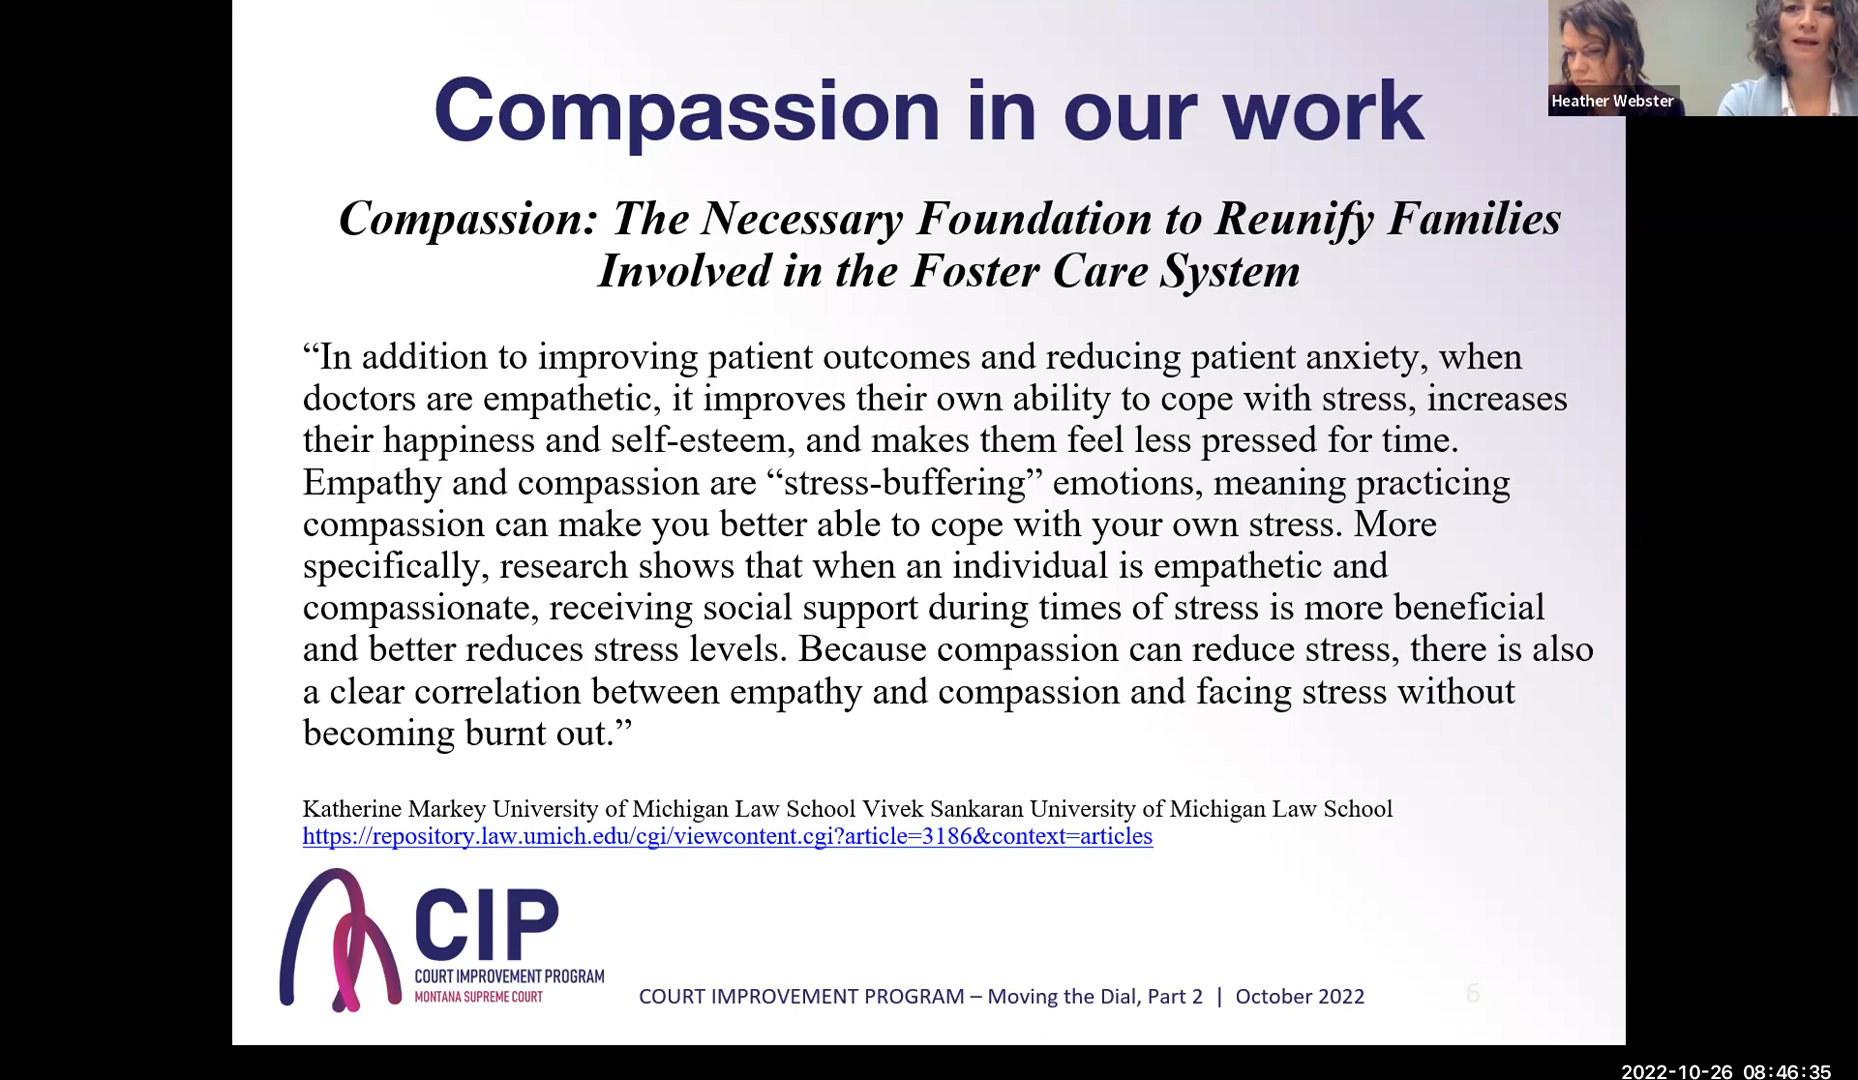 Compassion in our work
Heather Webster
Compassion: The Necessary Foundation to Reunify Families
Involved in the Foster Care System
“In addition to improving patient outcomes and reducing patient anxiety, when
doctors are empathetic, it improves their own ability to cope with stress, increases
their happiness and self-esteem, and makes them feel less pressed for time.
Empathy and compassion are “stress-buffering” emotions, meaning practicing
compassion can make you better able to cope with your own stress. More
specifically, research shows that when an individual is empathetic and
compassionate, receiving social support during times of stress is more beneficial
and better reduces stress levels. Because compassion can reduce stress, there is also
a clear correlation between empathy and compassion and facing stress without
becoming burnt out.”
Katherine Markey University of Michigan Law School Vivek Sankaran University of Michigan Law School
https://repository.law.umich.edu/cgi/viewcontent.cgi?article=3186&context=articles
CIP
COURT IMPROVEMENT PROGRAM
MONTANA SUPREME COURT
COURT IMPROVEMENT PROGRAM – Moving the Dial, Part 2 | October 2022
6
2022-10-26 08:46:35